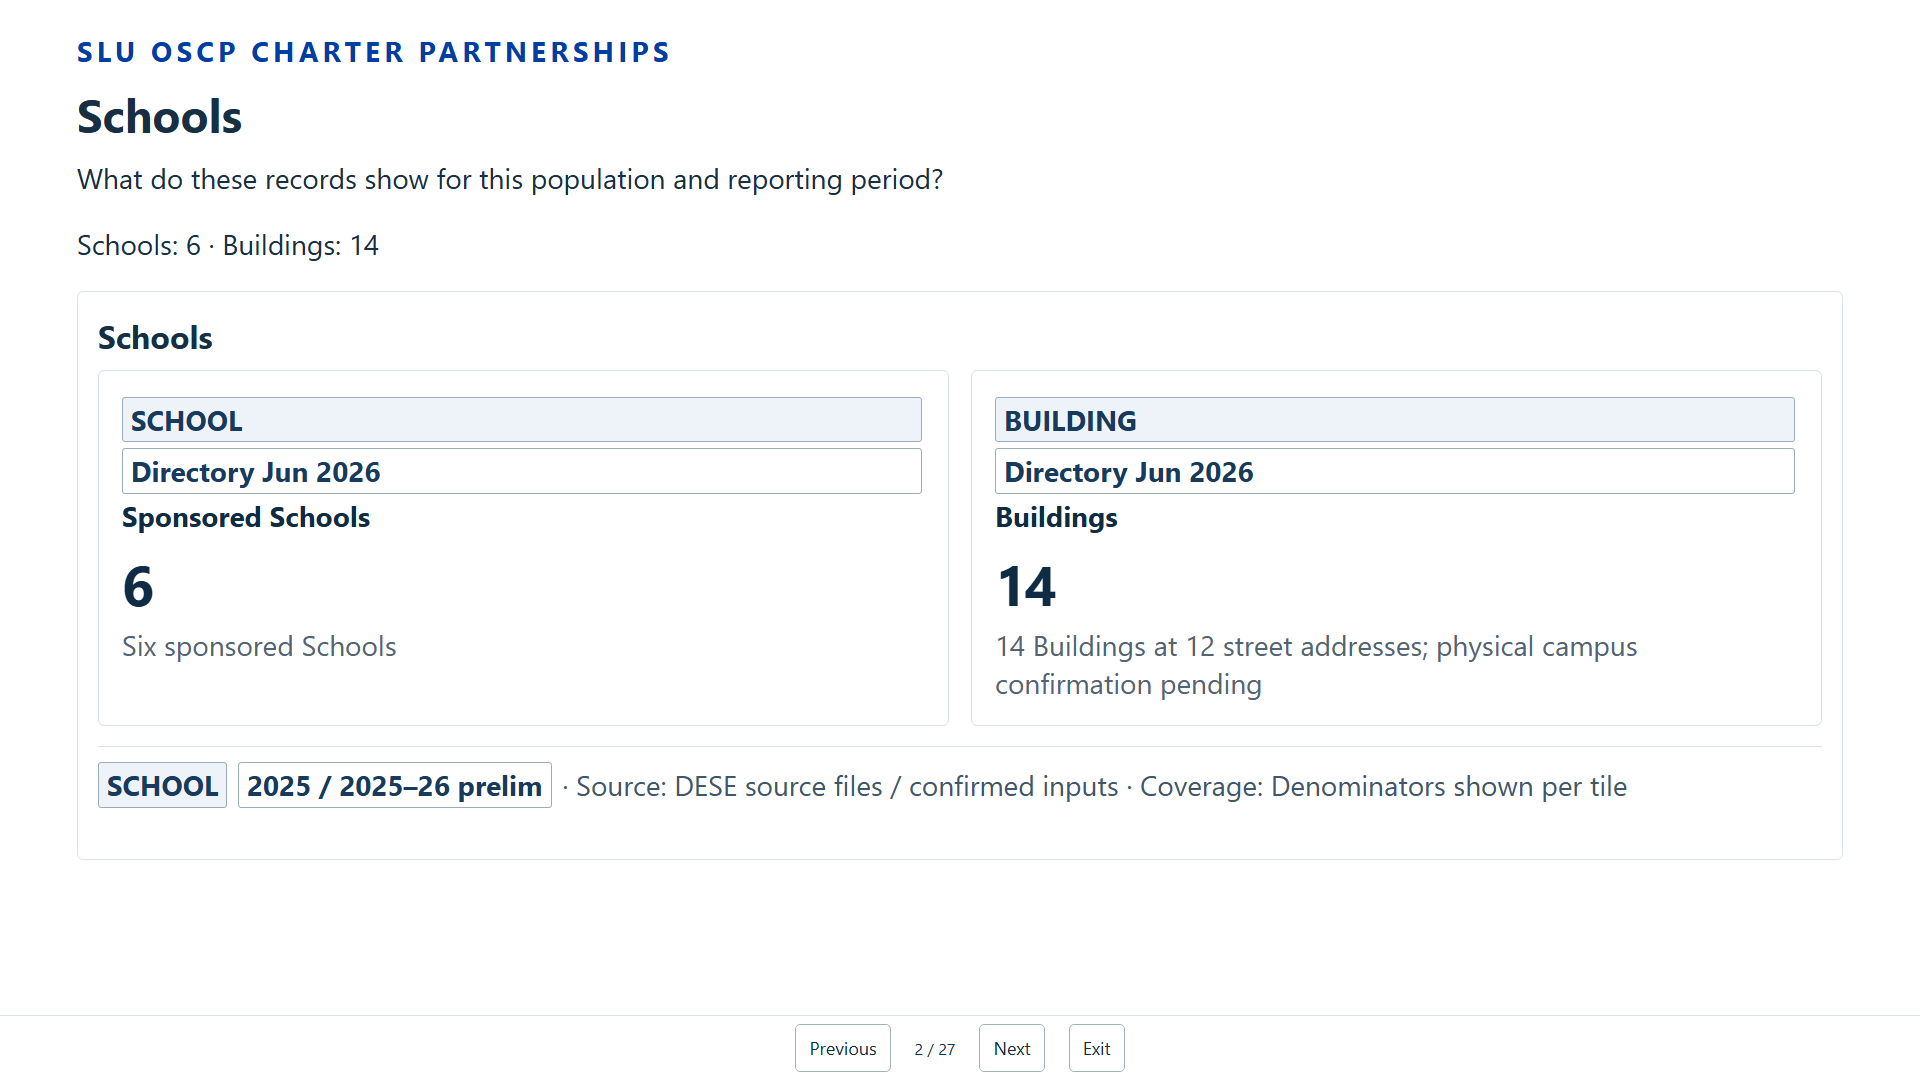 SLU OSCP CHARTER PARTNERSHIPS
Schools
What do these records show for this population and reporting period?
Schools: 6 · Buildings: 14
Schools
SCHOOL
Directory Jun 2026
Sponsored Schools
6
Six sponsored Schools
BUILDING
Directory Jun 2026
Buildings
14
14 Buildings at 12 street addresses; physical campus
confirmation pending
SCHOOL 2025 / 2025–26 prelim · Source: DESE source files / confirmed inputs · Coverage: Denominators shown per tile
Previous 2 / 27 Next Exit